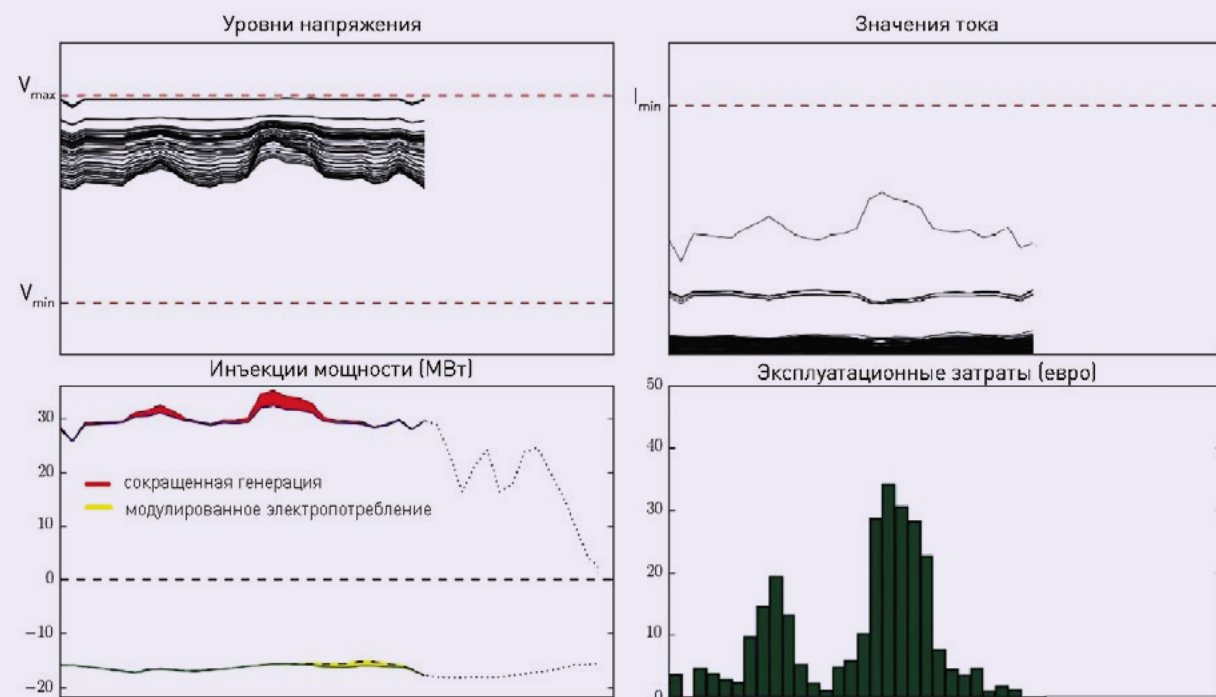 Уровни напряжения
Vmax
Vmin
Значения тока
Imin
Инъекции мощности (МВт)
30
20
10
0
−10
−20
сокращенная генерация
модулированное электропотребление
Эксплуатационные затраты (евро)
50
40
30
20
10
0